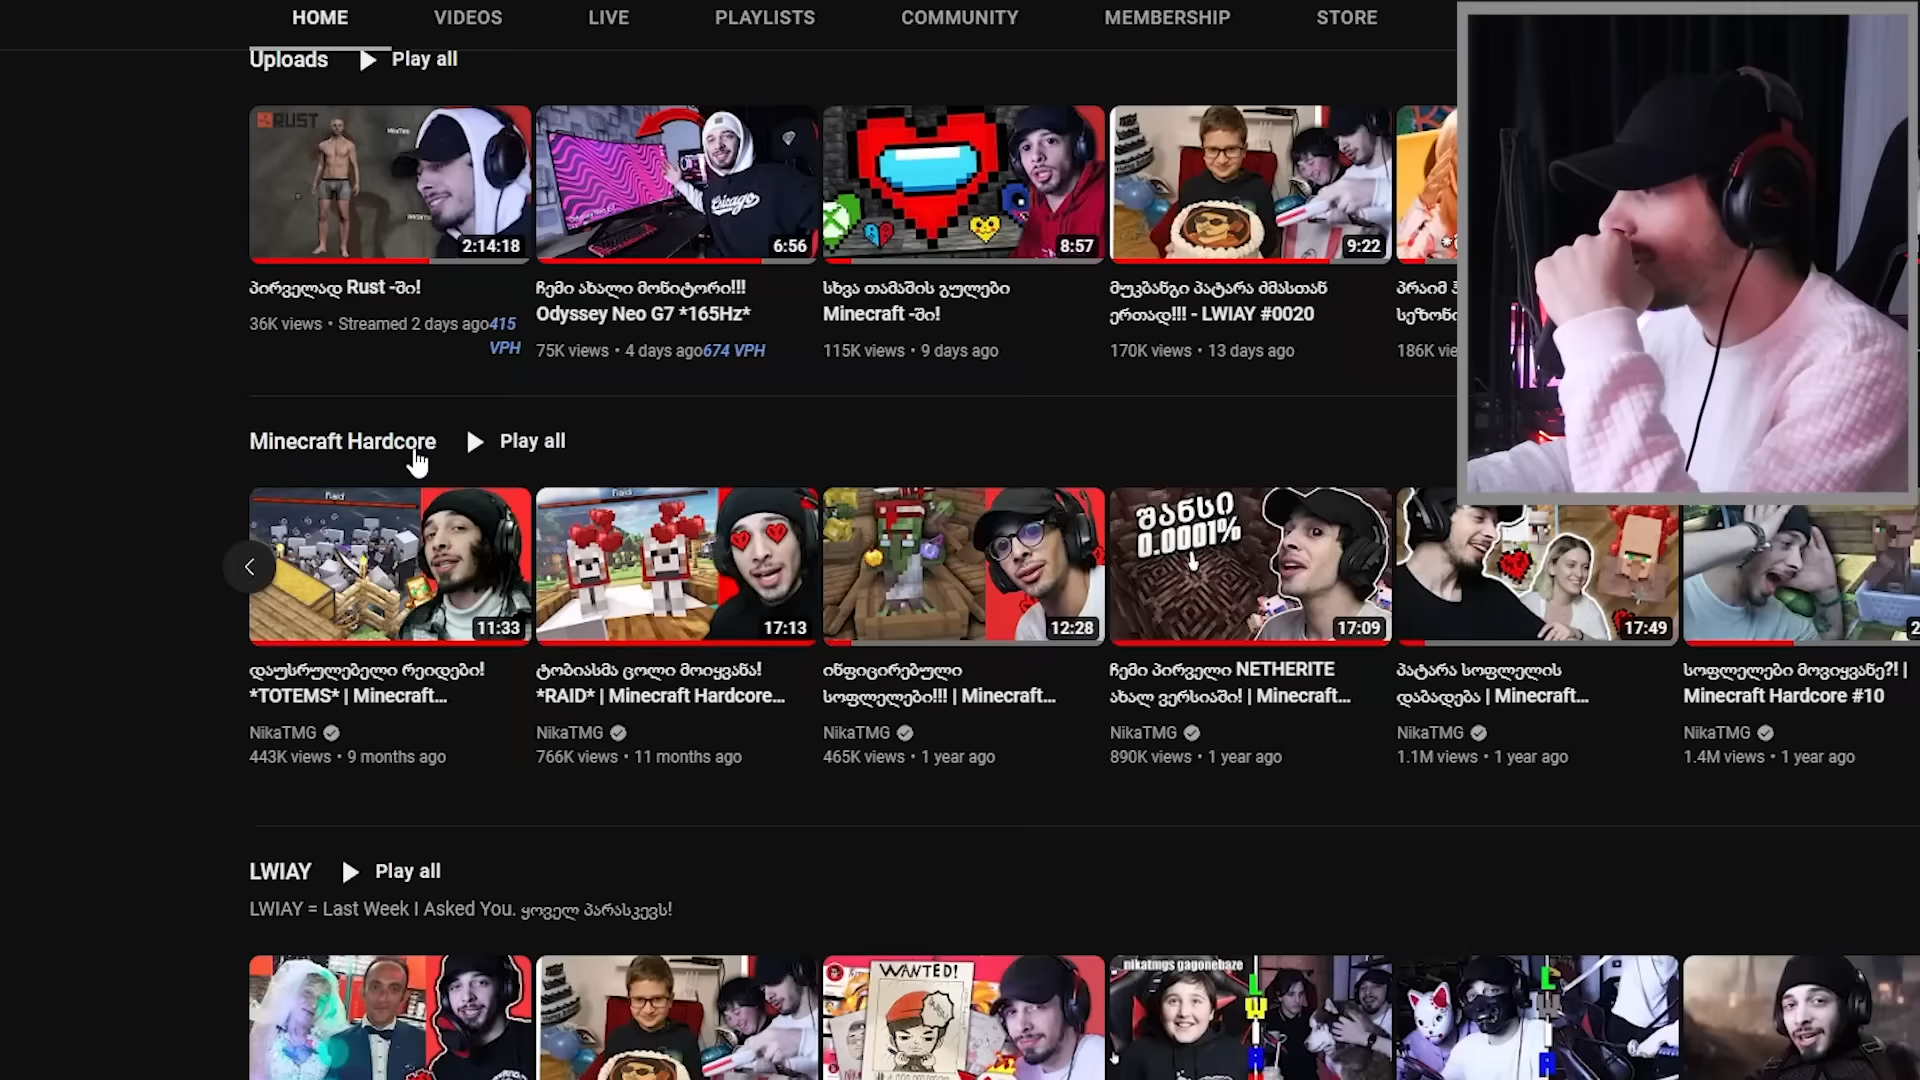 HOME VIDEOS LIVE PLAYLISTS COMMUNITY MEMBERSHIP STORE
Uploads Play all
RUST
Chicago
2:14:18
6:56
8:57
9:22
პირველად Rust -ში!
36K views • Streamed 2 days ago 415 VPH
ჩემი ახალი მონიტორი!!!
Odyssey Neo G7 *165Hz*
75K views • 4 days ago 674 VPH
სხვა თამაშის გულები
Minecraft -ში!
115K views • 9 days ago
მუკბანგი პატარა ძმასთან
ერთად!!! - LWIAY #0020
170K views • 13 days ago
პრაიმ
სეზონ
186K vie
Minecraft Hardcore Play all
Raid
11:33
Raid
17:13
12:28
შანსი
0.0001%
17:09
17:49
2
დაუსრულებელი რეიდები!
*TOTEMS* | Minecraft...
NikaTMG
443K views • 9 months ago
ტობიასმა ცოლი მოიყვანა!
*RAID* | Minecraft Hardcore...
NikaTMG
766K views • 11 months ago
ინფიცირებული
სოფლელები!!! | Minecraft...
NikaTMG
465K views • 1 year ago
ჩემი პირველი NETHERITE
ახალ ვერსიაში! | Minecraft...
NikaTMG
890K views • 1 year ago
პატარა სოფლელის
დაბადება | Minecraft...
NikaTMG
1.1M views • 1 year ago
სოფლელები მოვიყვანე?! |
Minecraft Hardcore #10
NikaTMG
1.4M views • 1 year ago
LWIAY Play all
LWIAY = Last Week I Asked You. ყოველ პარასკევს!
WANTED!
nikatmgs gagonebaze